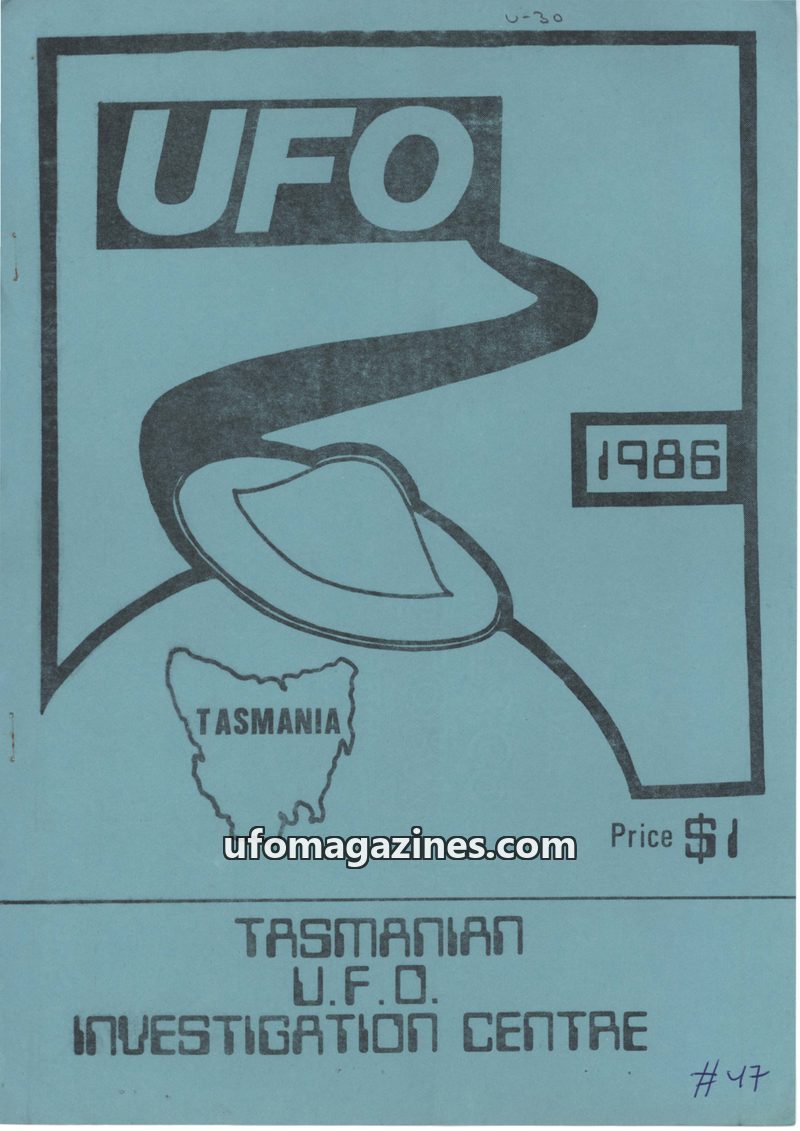 U-30
UFO
1986
TASMANIA
ufomagazines.com
Price $1
TASMANIAN
U.F.O.
INVESTIGATION CENTRE
#47